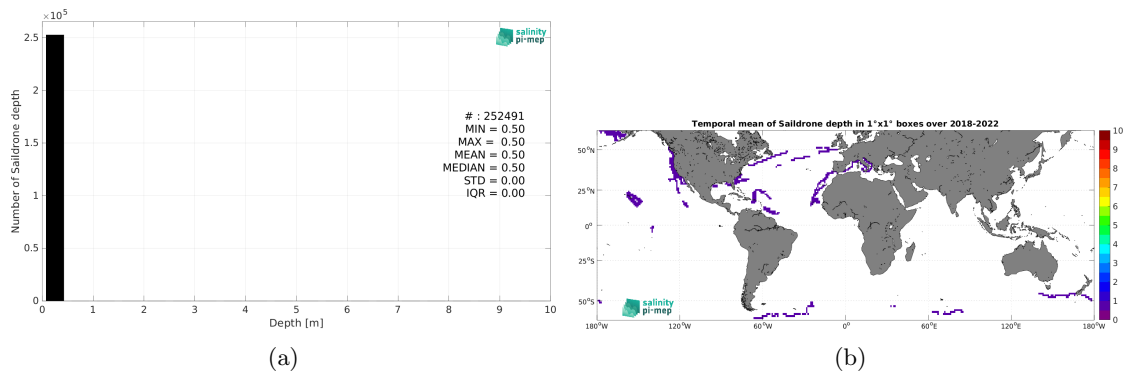 ×10⁵
2.5
2
1.5
1
0.5
0
Number of Saildrone depth
0 1 2 3 4 5 6 7 8 9 10
Depth [m]
salinity
pi-mep
# : 252491
MIN = 0.50
MAX = 0.50
MEAN = 0.50
MEDIAN = 0.50
STD = 0.00
IQR = 0.00
(a)
Temporal mean of Saildrone depth in 1°x1° boxes over 2018-2022
50°N
25°N
0°
25°S
50°S
180°W 120°W 60°W 0° 60°E 120°E 180°W
salinity
pi-mep
10
9
8
7
6
5
4
3
2
1
0
(b)